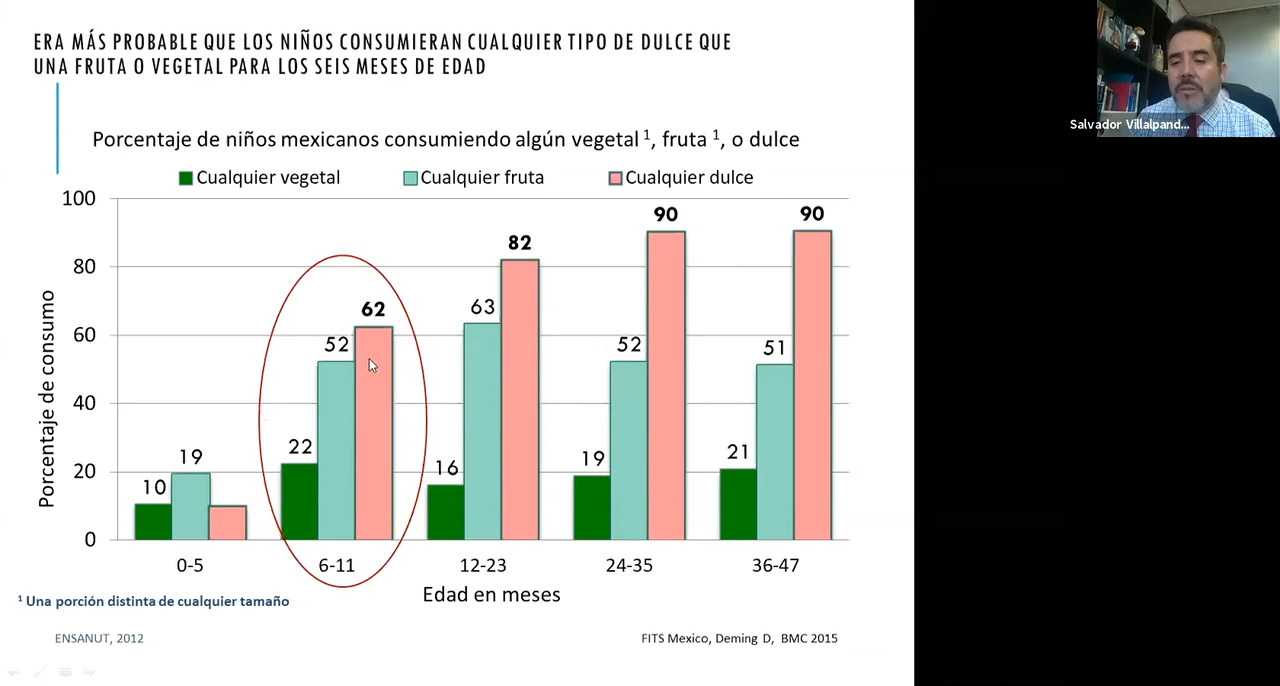 ERA MÁS PROBABLE QUE LOS NIÑOS CONSUMIERAN CUALQUIER TIPO DE DULCE QUE
UNA FRUTA O VEGETAL PARA LOS SEIS MESES DE EDAD
Salvador Villalpand...
Porcentaje de niños mexicanos consumiendo algún vegetal ¹, fruta ¹, o dulce
Cualquier vegetal Cualquier fruta Cualquier dulce
Porcentaje de consumo
100
80
60
40
20
0
10 19
22 52 62
16 63 82
19 52 90
21 51 90
0-5 6-11 12-23 24-35 36-47
Edad en meses
¹ Una porción distinta de cualquier tamaño
ENSANUT, 2012
FITS Mexico, Deming D, BMC 2015